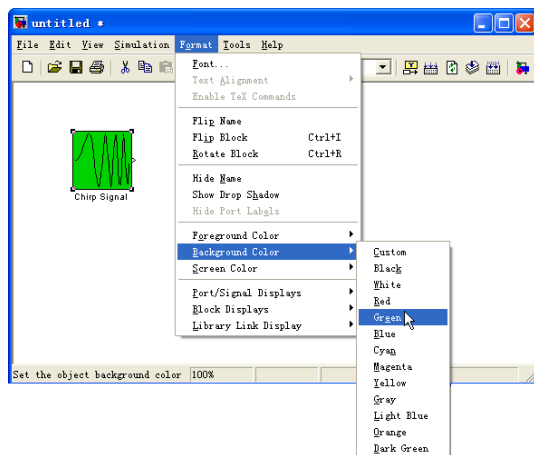 untitled *
File Edit View Simulation Format Tools Help
Font...
Text Alignment
Enable TeX Commands
Flip Name
Flip Block Ctrl+I
Rotate Block Ctrl+R
Hide Name
Show Drop Shadow
Hide Port Labels
Foreground Color
Background Color
Screen Color
Port/Signal Displays
Block Displays
Library Link Display
Chirp Signal
Custom
Black
White
Red
Green
Blue
Cyan
Magenta
Yellow
Gray
Light Blue
Orange
Dark Green
Set the object background color 100%